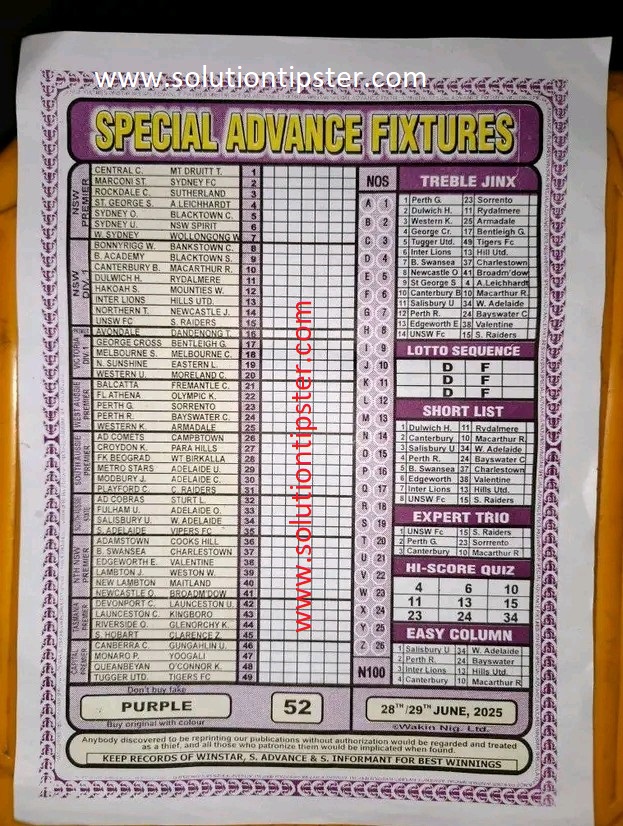 www.solutiontipster.com
SPECIAL ADVANCE FIXTURES
NSW PREMIER
CENTRAL C. MT DRUITT T. 1
MARCONI ST. SYDNEY FC 2
ROCKDALE C. SUTHERLAND 3
ST. GEORGE S. A LEICHHARDT 4
SYDNEY O. BLACKTOWN C. 5
SYDNEY U. NSW SPIRIT 6
W. SYDNEY WOLLONGONG W 7
NSW DIV. 1
BONNYRIGG W. BANKSTOWN C. 8
B. ACADEMY BLACKTOWN S. 9
CANTERBURY B. MACARTHUR R. 10
DULWICH H. RYDALMERE 11
HAKOAH S. MOUNTIES W. 12
INTER LIONS HILLS UTD. 13
NORTHERN T. NEWCASTLE J. 14
UNSW FC S. RAIDERS 15
VICTORIA DIV. 1
AVONDALE DANDENONG T. 16
GEORGE CROSS BENTLEIGH G. 17
MELBOURNE S. MELBOURNE C. 18
N. SUNSHINE EASTERN L. 19
WESTERN U. MORELAND C. 20
WEST AUSSIE PREMIER
BALCATTA FREMANTLE C. 21
FL ATHENA OLYMPIC K. 22
PERTH G. SORRENTO 23
PERTH R. BAYSWATER C. 24
WESTERN K. ARMADALE 25
SOUTH AUSSIE PREMIER
AD COMETS CAMPBTOWN 26
CROYDON K. PARA HILLS 27
FK BEOGRAD WT BIRKALLA 28
METRO STARS ADELAIDE U. 29
MODBURY J. ADELAIDE C. 30
PLAYFORD C. C. RAIDERS 31
AD COBRAS STURT L. 32
FULHAM U. ADELAIDE O. 33
SALISBURY U. W. ADELAIDE 34
S. ADELAIDE VIPERS FC 35
NTH NSW PREMIER
ADAMSTOWN COOKS HILL 36
B. SWANSEA CHARLESTOWN 37
EDGEWORTH E. VALENTINE 38
LAMBTON J. WESTON W. 39
NEW LAMBTON MAITLAND 40
NEWCASTLE O. BROADM'DOW 41
TASMANIA PREMIER
DEVONPORT C. LAUNCESTON U. 42
LAUNCESTON C. KINGBORO 43
RIVERSIDE O. GLENORCHY K. 44
S. HOBART CLARENCE Z. 45
CAPITAL PREMIER
CANBERRA C. GUNGAHLIN U. 46
MONARO P. YOOGALI 47
QUEANBEYAN O'CONNOR K. 48
TUGGER UTD. TIGERS FC 49
NOS
A 1
B 2
C 3
D 4
E 5
F 6
G 7
H 8
I 9
J 10
K 11
L 12
M 13
N 14
O 15
P 16
Q 17
R 18
S 19
T 20
U 21
V 22
W 23
X 24
Y 25
Z 26
N100
TREBLE JINX
1 Perth G. 23 Sorrento
2 Dulwich H. 11 Rydalmere
3 Western K. 25 Armadale
4 George Cr. 17 Bentleigh G
5 Tugger Utd. 49 Tigers FC
6 Inter Lions 13 Hill Utd.
7 B. Swansea 37 Charlestown
8 Newcastle O 41 Broadm'dow
9 St George S 4 A.Leichhardt
10 Canterbury B 10 Macarthur R.
11 Salisbury U 34 W. Adelaide
12 Perth R. 24 Bayswater C
13 Edgeworth E 38 Valentine
14 UNSW Fc 15 S. Raiders
LOTTO SEQUENCE
D F
D F
D F
SHORT LIST
1 Dulwich H. 11 Rydalmere
2 Canterbury 10 Macarthur R.
3 Salisbury U 34 W. Adelaide
4 Perth R. 24 Bayswater C
5 B. Swansea 37 Charlestown
6 Edgeworth 38 Valentine
7 Inter Lions 13 Hills Utd.
8 UNSW Fc 15 S. Raiders
EXPERT TRIO
1 UNSW Fc 15 S. Raiders
2 Perth G. 23 Sorrrento
3 Canterbury 10 Macarthur R
HI-SCORE QUIZ
4 6 10
11 13 15
23 24 34
EASY COLUMN
1 Salisbury U 34 W. Adelaide
2 Perth R. 24 Bayswater
3 Inter Lions 13 Hills Utd.
4 Canterbury 10 Macarthur R
www.solutiontipster.com
Don't buy fake
PURPLE
Buy original with colour
52
28TH/29TH JUNE, 2025
©Wakin Nig. Ltd.
Anybody discovered to be reprinting our publications without authorization would be regarded and treated
as a thief, and all those who patronize them would be implicated when found.
KEEP RECORDS OF WINSTAR, S. ADVANCE & S. INFORMANT FOR BEST WINNINGS